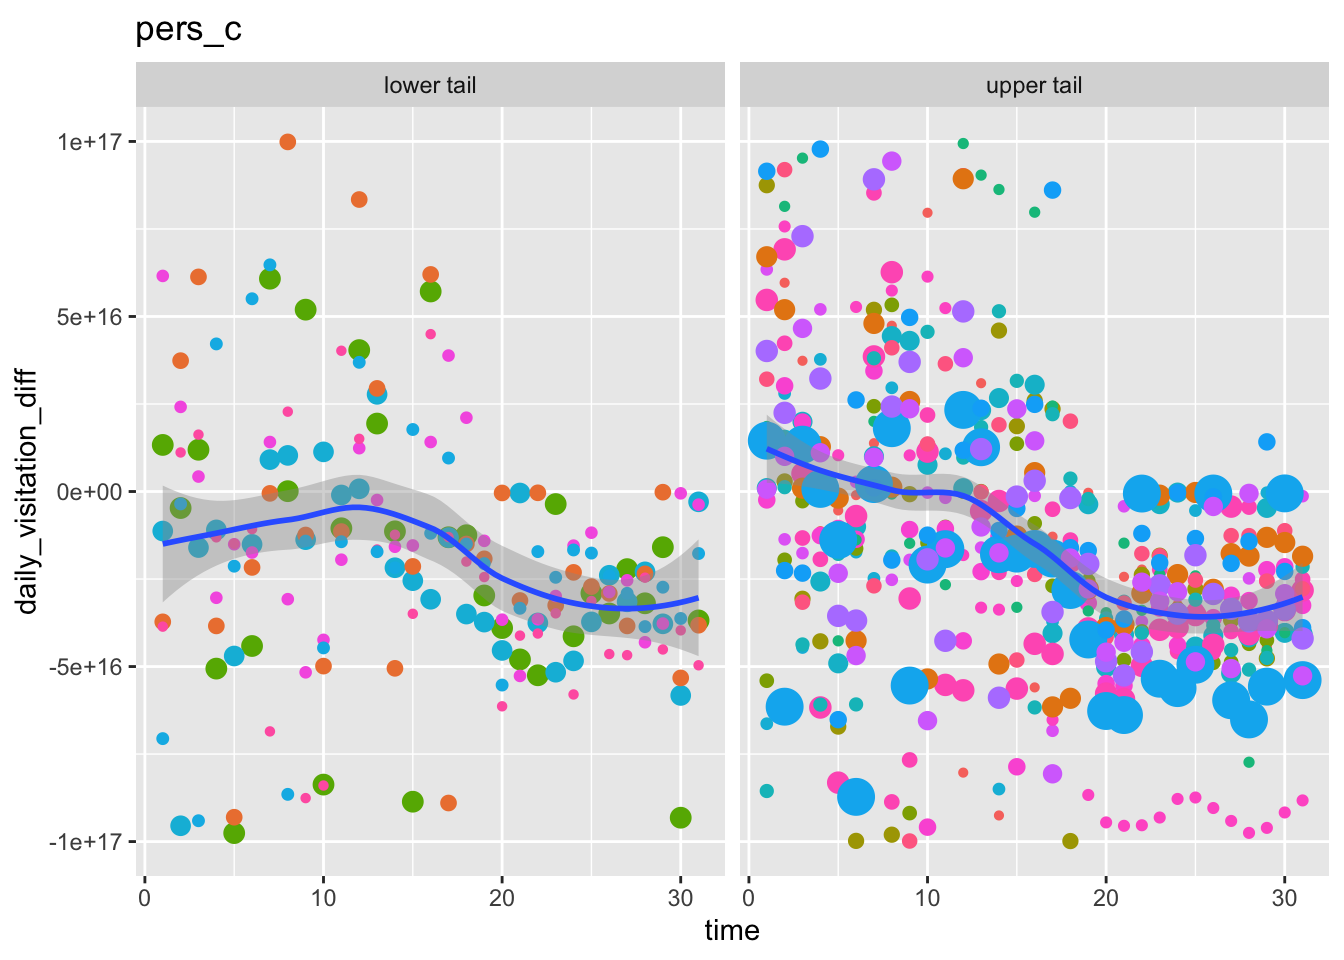 pers_c
lower tail
upper tail
1e+17
5e+16
0e+00
-5e+16
-1e+17
daily_visitation_diff
0 10 20 30
0 10 20 30
time